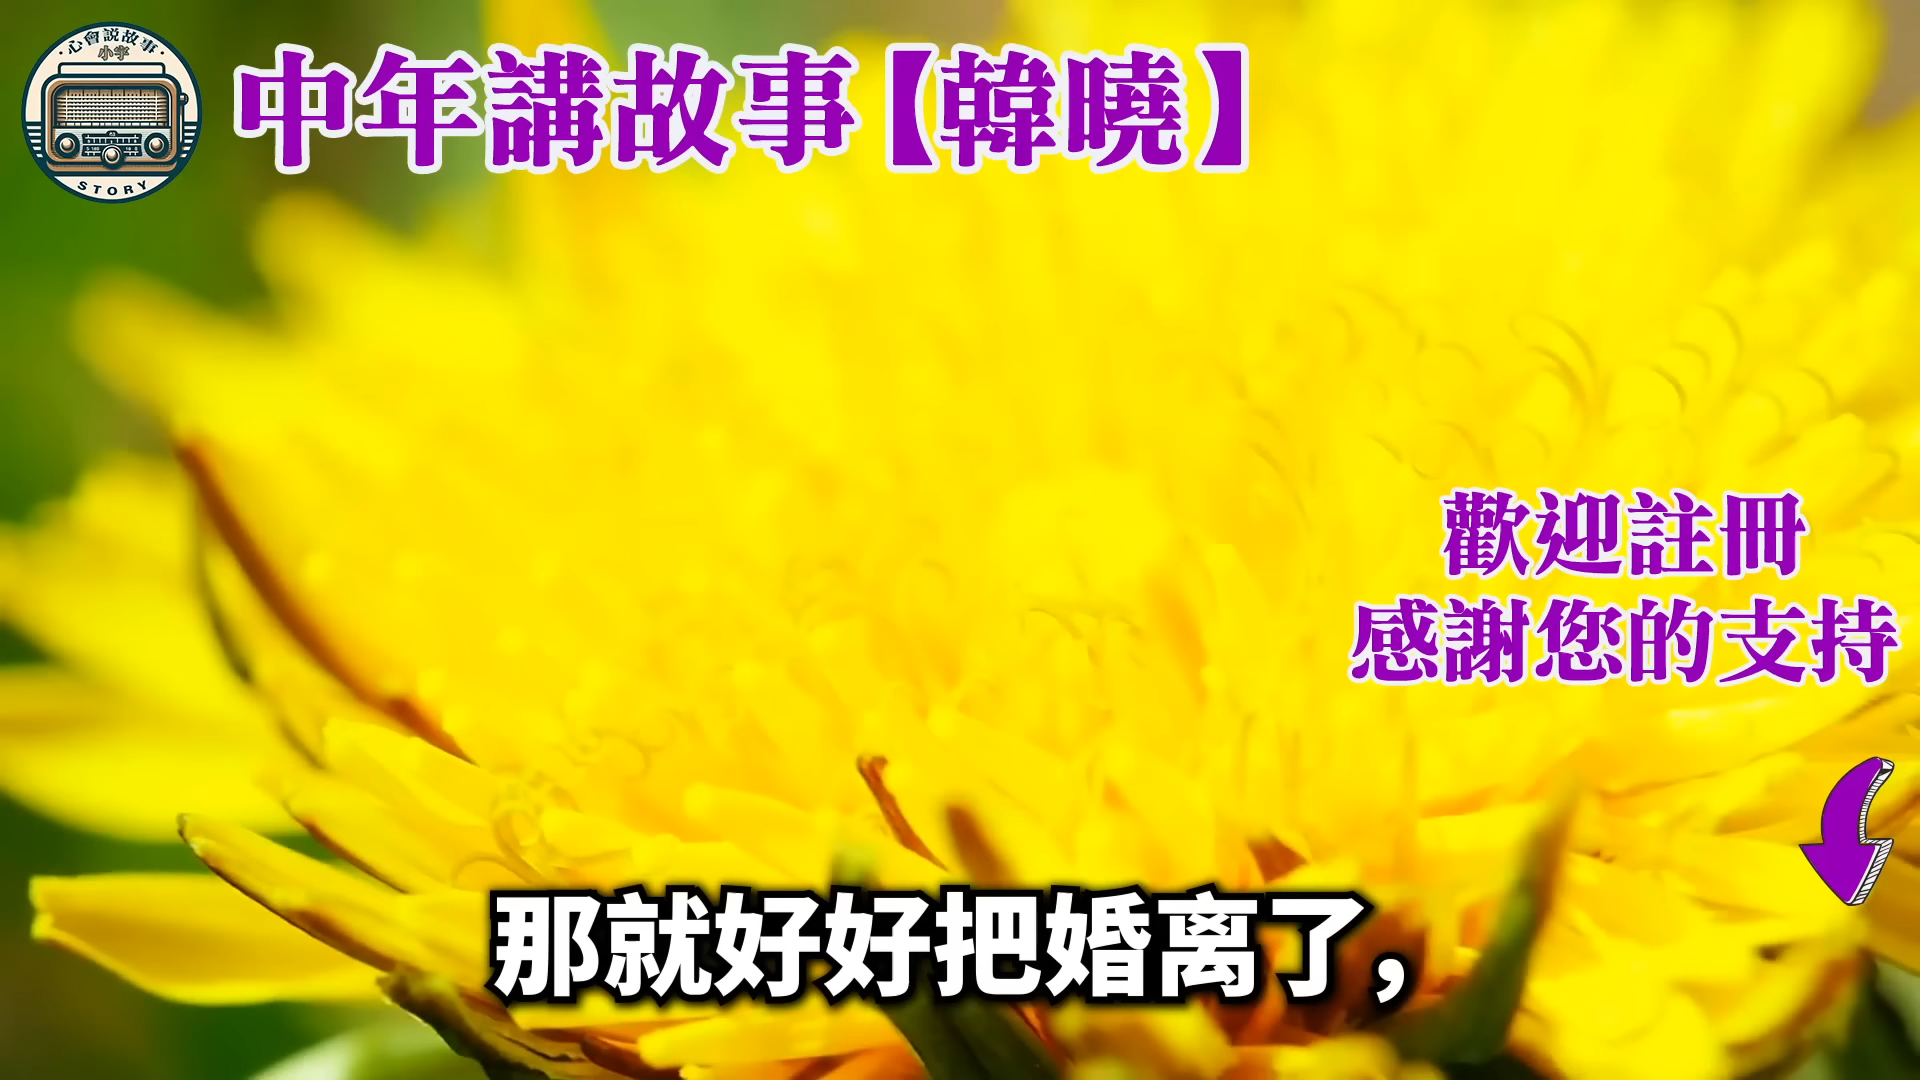 心會説故事
小宇
STORY
中年講故事【韓曉】
歡迎註冊
感謝您的支持
那就好好把婚离了，